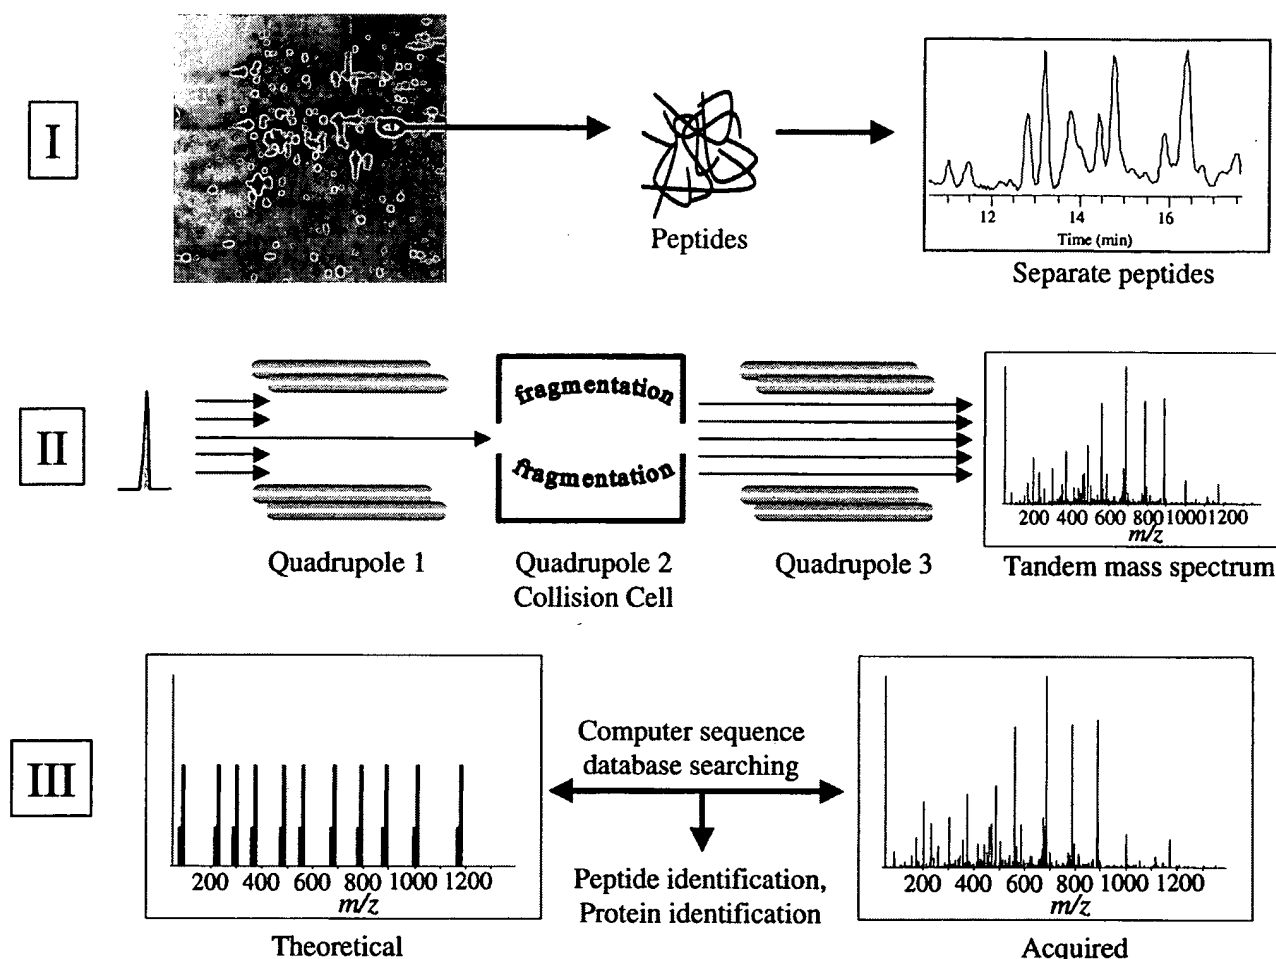 I
Peptides
12 14 16
Time (min)
Separate peptides
II
fragmentation
fragmentation
Quadrupole 1
Quadrupole 2
Collision Cell
Quadrupole 3
200 400 600 800 1000 1200
m/z
Tandem mass spectrum
III
200 400 600 800 1000 1200
m/z
Theoretical
Computer sequence
database searching
Peptide identification,
Protein identification
200 400 600 800 1000 1200
m/z
Acquired